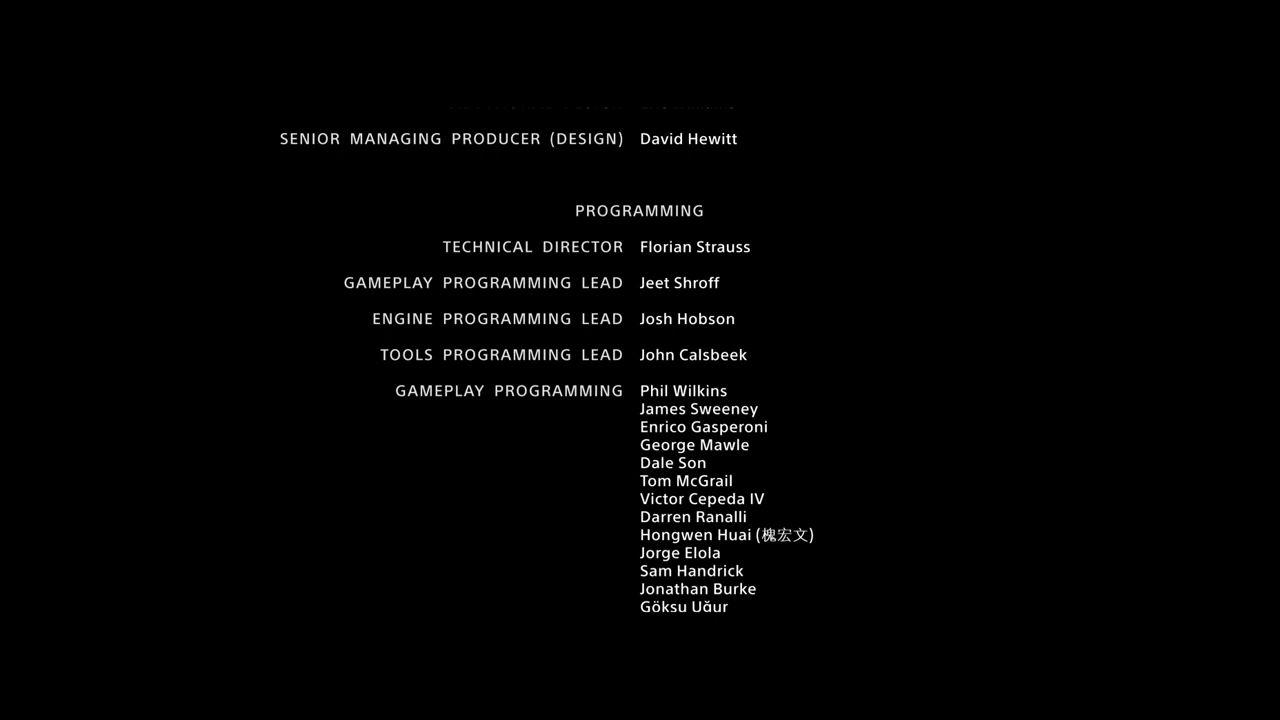 SENIOR MANAGING PRODUCER (DESIGN) David Hewitt
PROGRAMMING
TECHNICAL DIRECTOR Florian Strauss
GAMEPLAY PROGRAMMING LEAD Jeet Shroff
ENGINE PROGRAMMING LEAD Josh Hobson
TOOLS PROGRAMMING LEAD John Calsbeek
GAMEPLAY PROGRAMMING Phil Wilkins
James Sweeney
Enrico Gasperoni
George Mawle
Dale Son
Tom McGrail
Victor Cepeda IV
Darren Ranalli
Hongwen Huai (槐宏文)
Jorge Elola
Sam Handrick
Jonathan Burke
Göksu Uğur